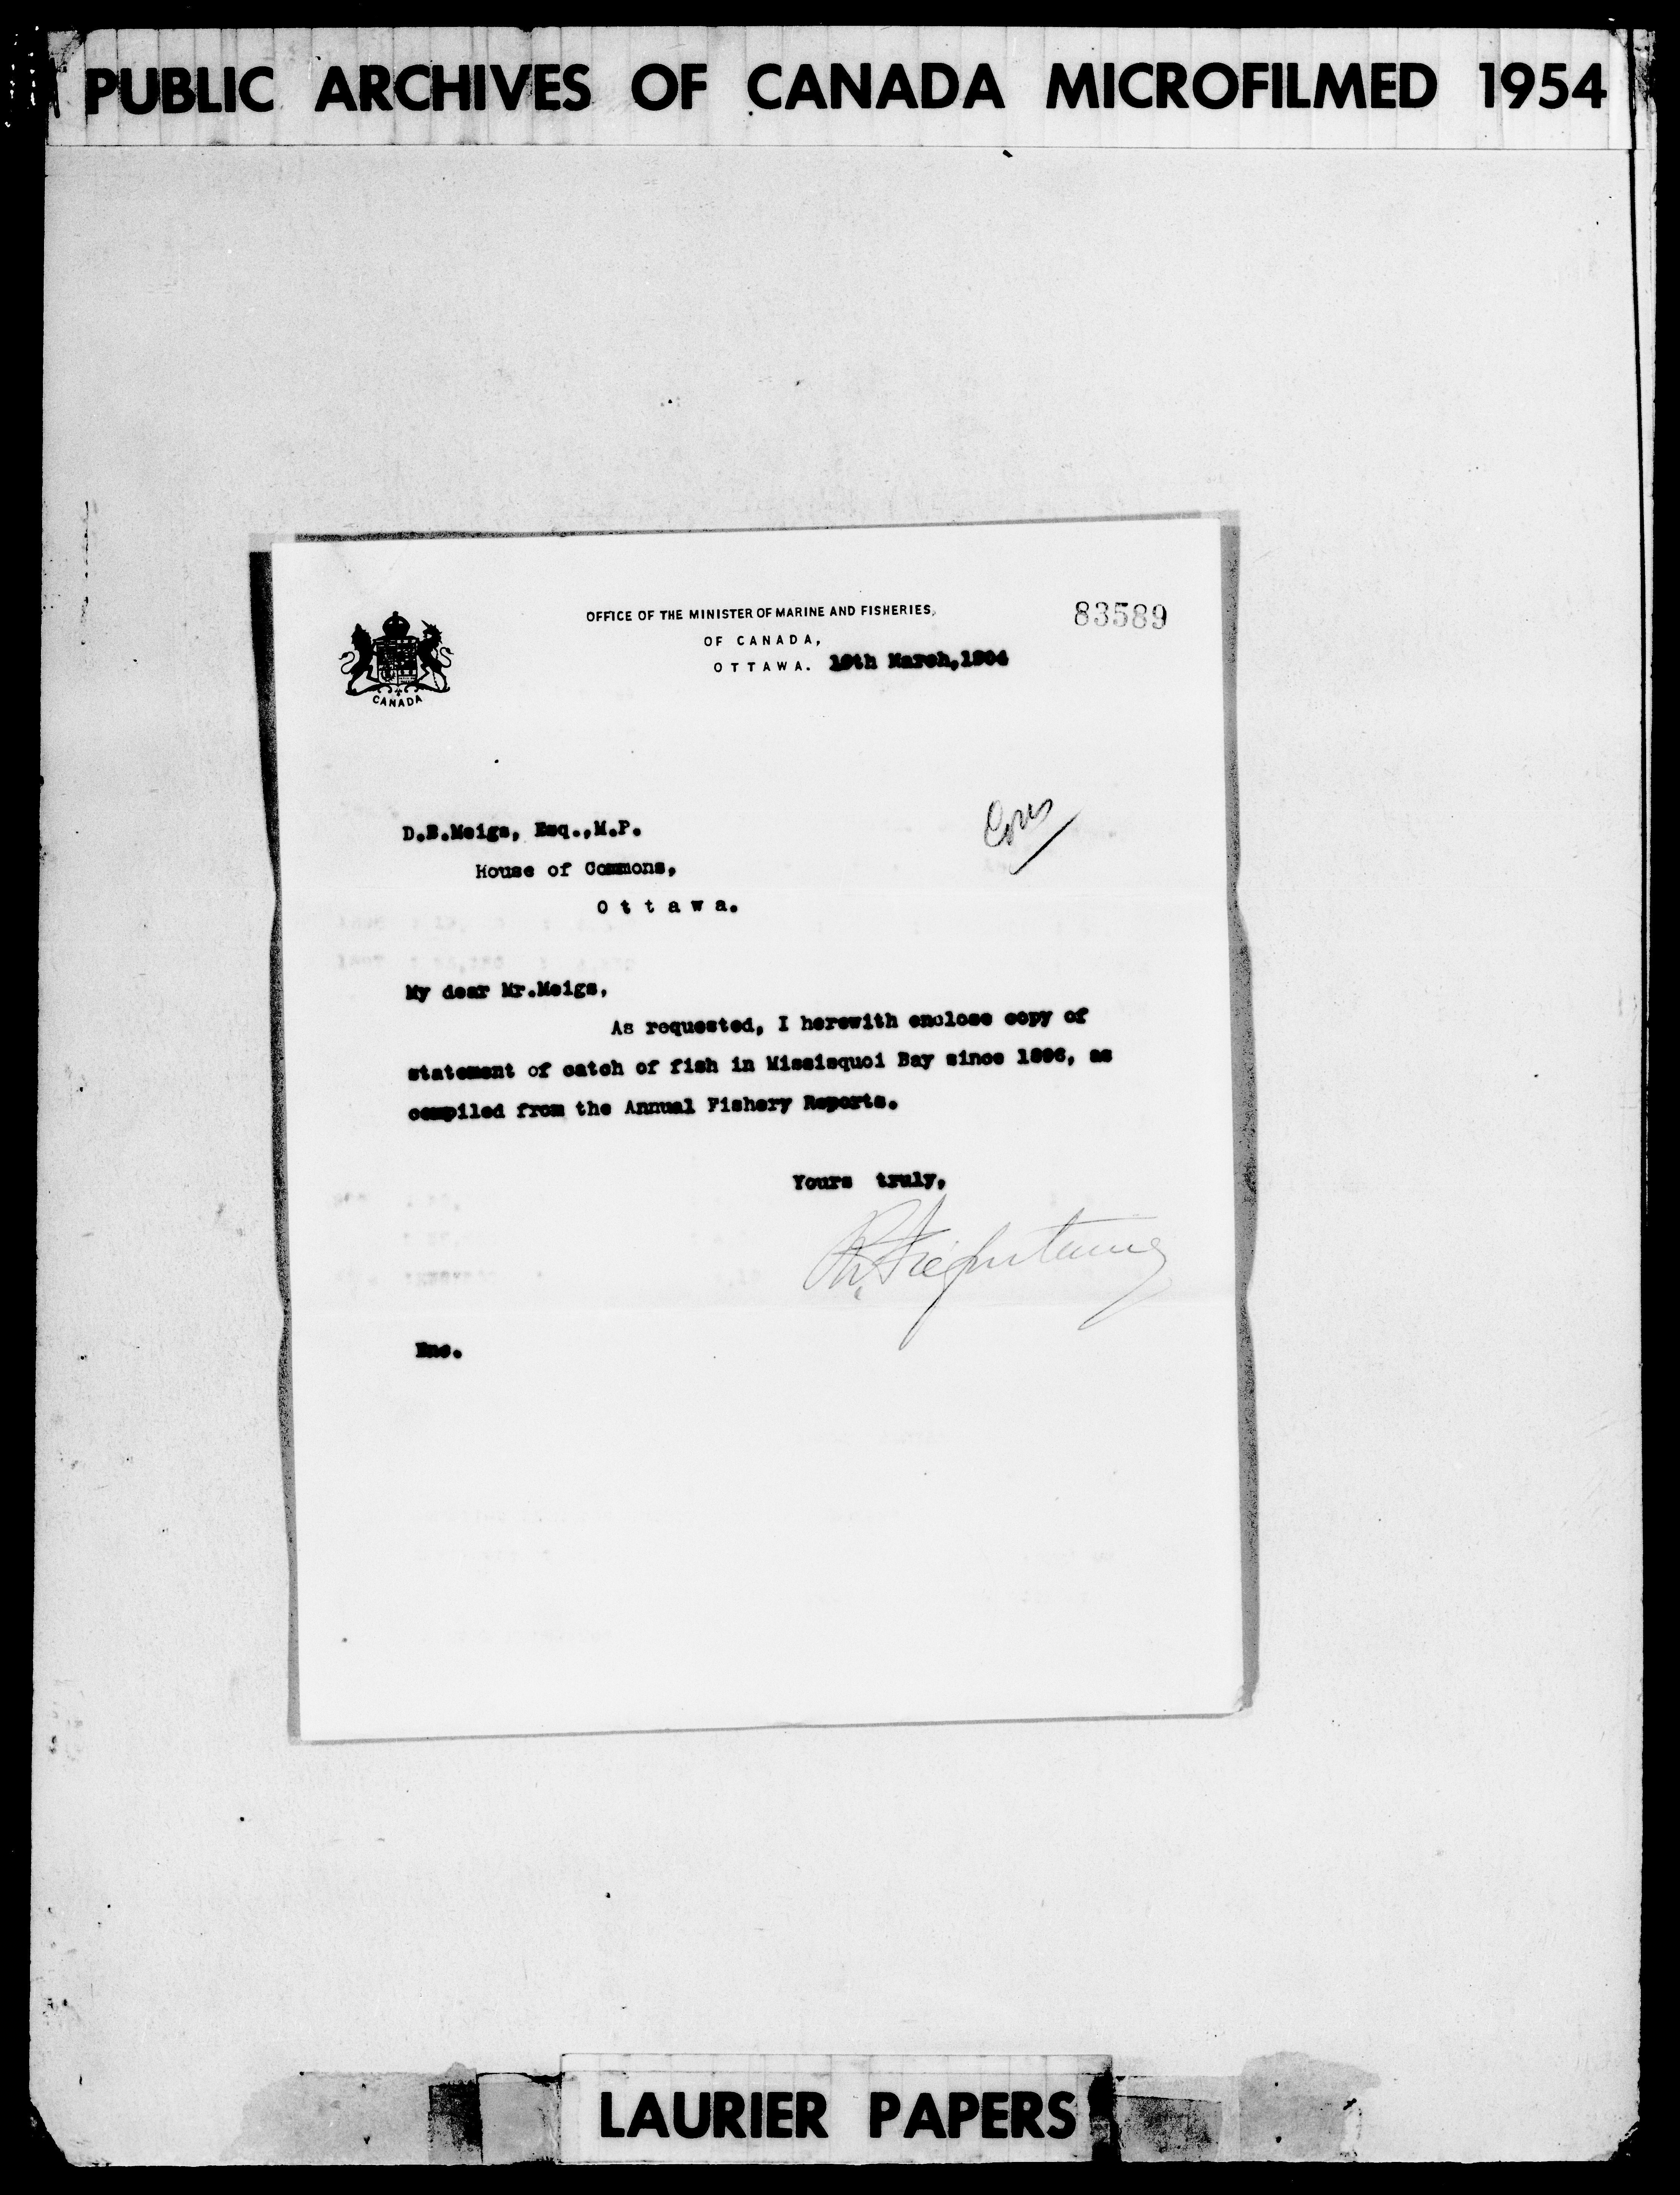 PUBLIC ARCHIVES OF CANADA MICROFILMED 1954
OFFICE OF THE MINISTER OF MARINE AND FISHERIES,
83589
OF CANADA,
OTTAWA. 19th March, 1904
CANADA
D.B.Meigs, Esq.,M.P.
House of Commons,
Ottawa.
My dear Mr.Meigs,
As requested, I herewith enclose copy of
statement of catch of fish in Missisquoi Bay since 1896, as
compiled from the Annual Fishery Reports.
Yours truly,
Enc.
LAURIER PAPERS